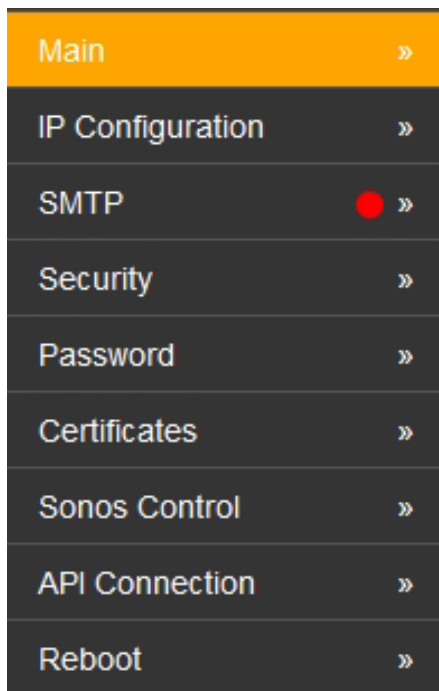 Main »
IP Configuration »
SMTP »
Security »
Password »
Certificates »
Sonos Control »
API Connection »
Reboot »